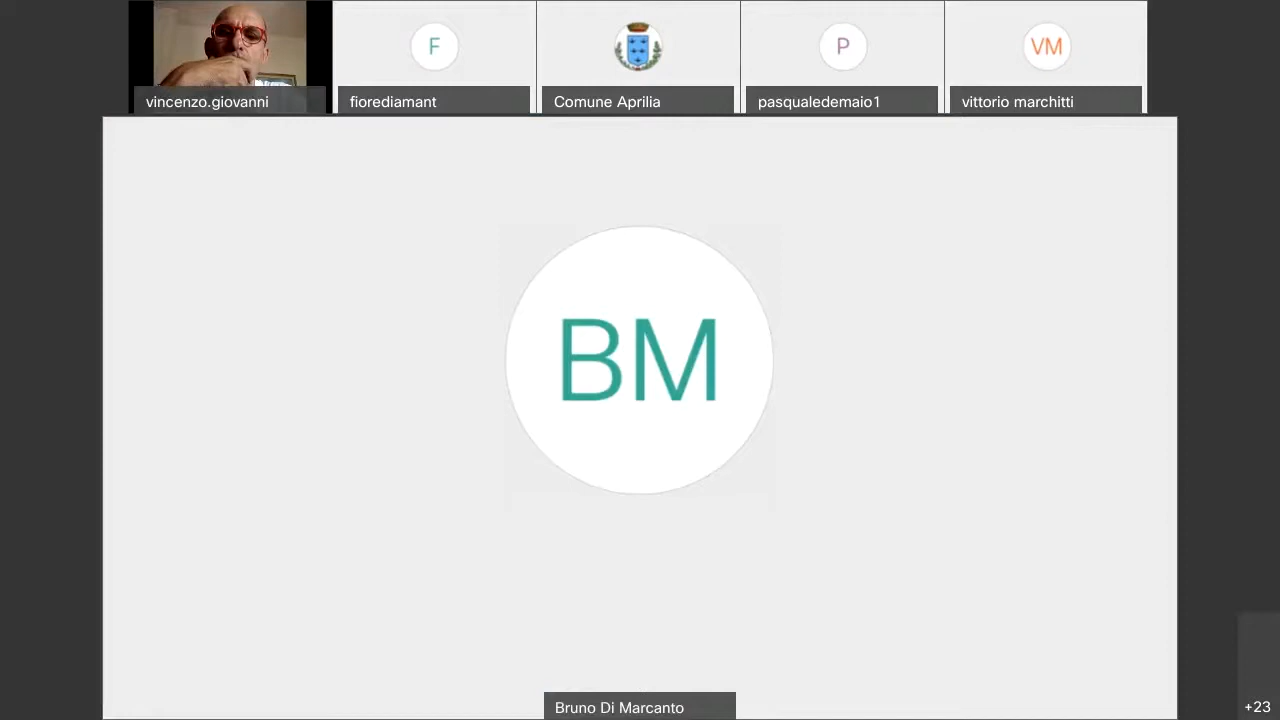 F
P
VM
vincenzo.giovanni
fiorediamant
Comune Aprilia
pasqualedemaio1
vittorio marchitti
BM
Bruno Di Marcanto
+23